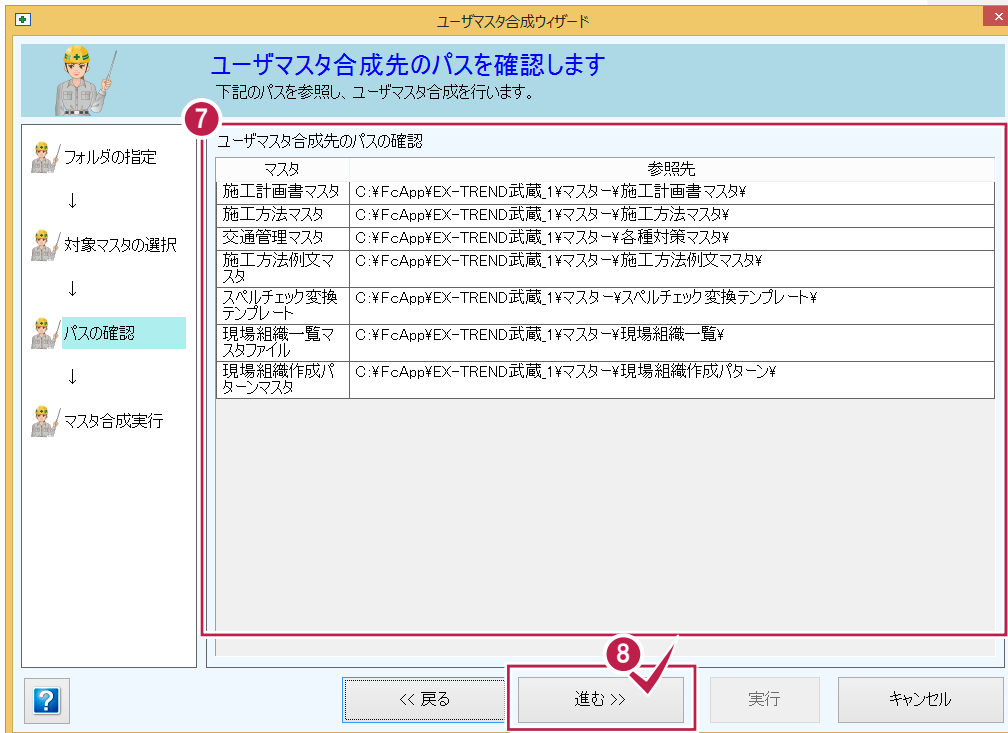 ユーザマスタ合成ウィザード
ユーザマスタ合成先のパスを確認します
下記のパスを参照し、ユーザマスタ合成を行います。
7
フォルダの指定
↓
対象マスタの選択
↓
パスの確認
↓
マスタ合成実行
ユーザマスタ合成先のパスの確認
マスタ 参照先
施工計画書マスタ C:¥FcApp¥EX-TREND武蔵_1¥マスター¥施工計画書マスタ¥
施工方法マスタ C:¥FcApp¥EX-TREND武蔵_1¥マスター¥施工方法マスタ¥
交通管理マスタ C:¥FcApp¥EX-TREND武蔵_1¥マスター¥各種対策マスタ¥
施工方法例文マ C:¥FcApp¥EX-TREND武蔵_1¥マスター¥施工方法例文マスタ¥
スタ
スペルチェック変換 C:¥FcApp¥EX-TREND武蔵_1¥マスター¥スペルチェック変換テンプレート¥
テンプレート
現場組織一覧マ C:¥FcApp¥EX-TREND武蔵_1¥マスター¥現場組織一覧¥
スタファイル
現場組織作成パ C:¥FcApp¥EX-TREND武蔵_1¥マスター¥現場組織作成パターン¥
ターンマスタ
8
?
<< 戻る
進む >>
実行
キャンセル